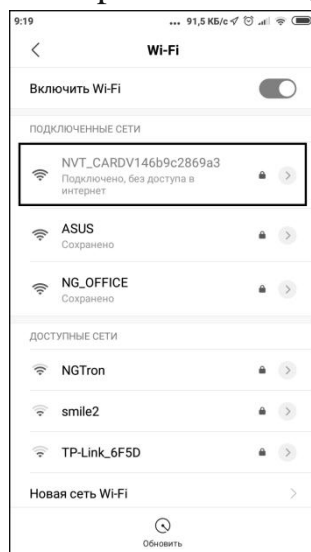 9:19 ... 91,5 КБ/с
Wi-Fi
Включить Wi-Fi
ПОДКЛЮЧЕННЫЕ СЕТИ
NVT_CARDV146b9c2869a3
Подключено, без доступа в
интернет
ASUS
Сохранено
NG_OFFICE
Сохранено
ДОСТУПНЫЕ СЕТИ
NGTron
smile2
TP-Link_6F5D
Новая сеть Wi-Fi
Обновить